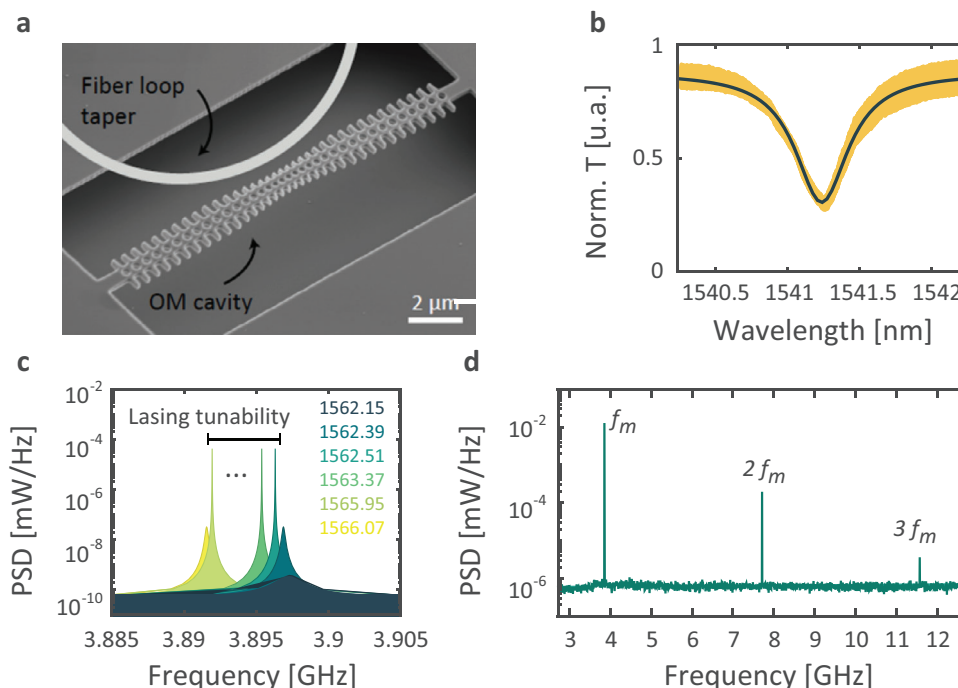 a
Fiber loop
taper
OM cavity
2 μm
b
Norm. T [u.a.]
1
0.5
0
1540.5 1541 1541.5 1542
Wavelength [nm]
c
PSD [mW/Hz]
10-2
10-4
10-6
10-8
10-10
Lasing tunability
...
1562.15
1562.39
1562.51
1563.37
1565.95
1566.07
3.885 3.89 3.895 3.9 3.905
Frequency [GHz]
d
PSD [mW/Hz]
10-2
10-4
10-6
fm
2 fm
3 fm
3 4 5 6 7 8 9 10 11 12
Frequency [GHz]